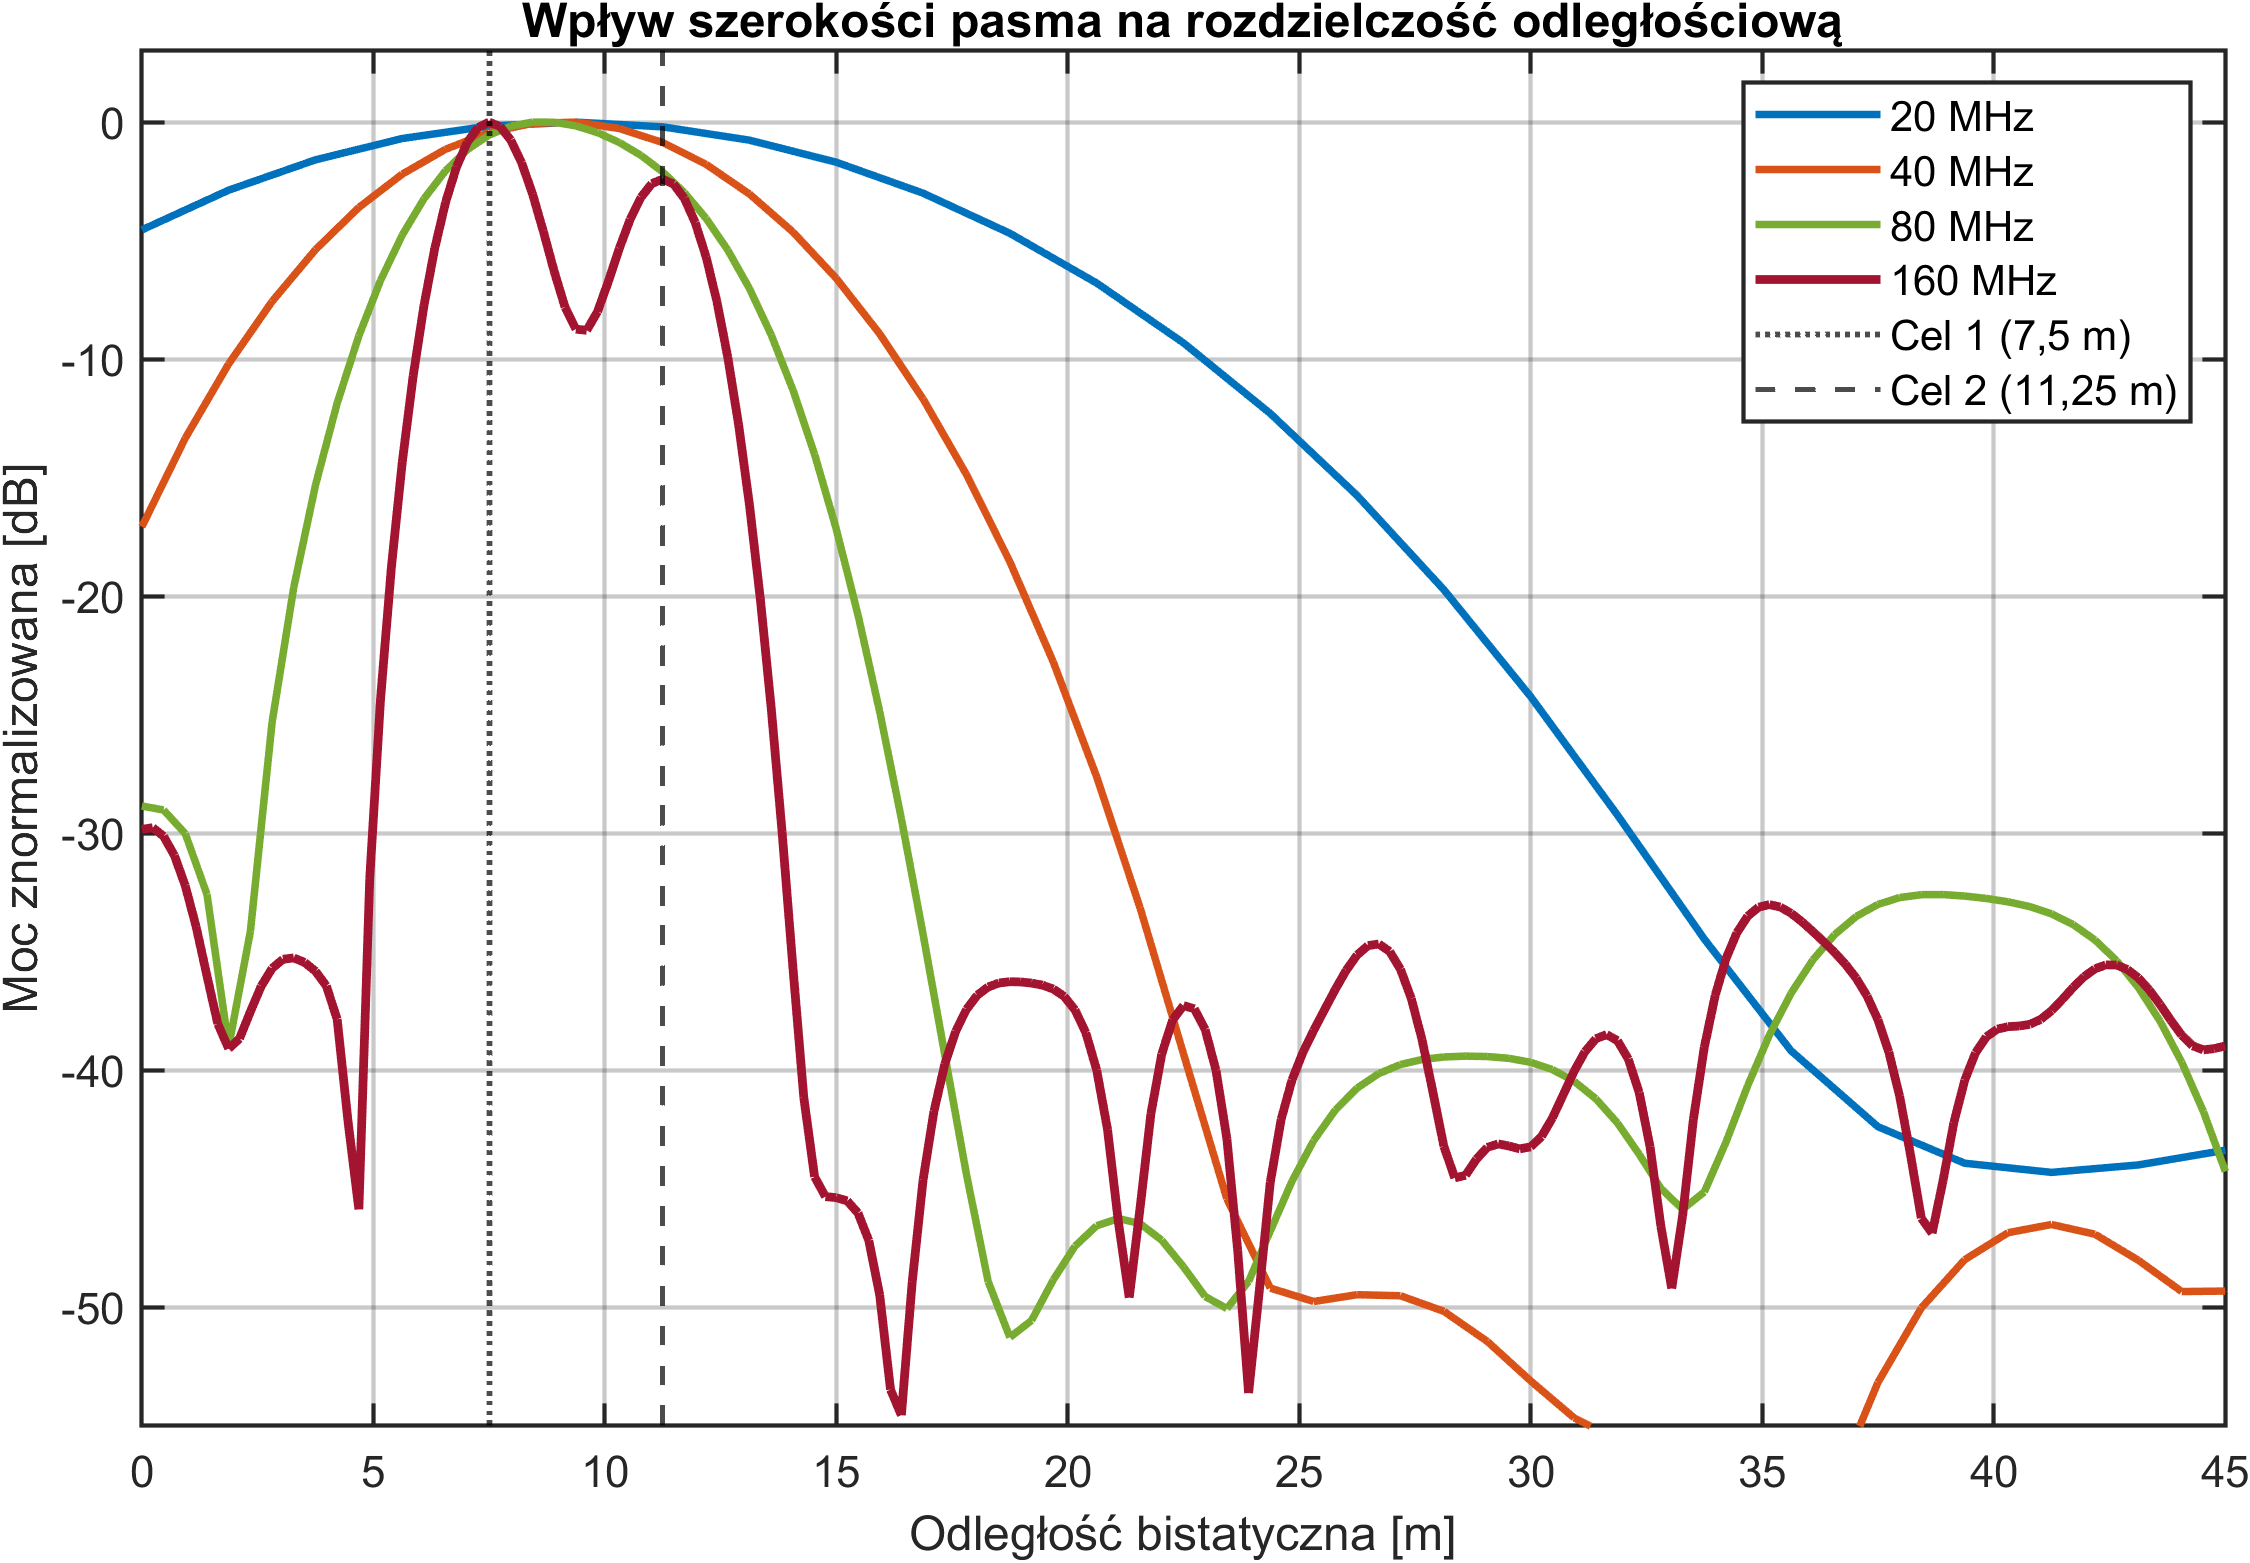 Wpływ szerokości pasma na rozdzielczość odległościową
20 MHz
40 MHz
80 MHz
160 MHz
Cel 1 (7,5 m)
Cel 2 (11,25 m)
Moc znormalizowana [dB]
0
-10
-20
-30
-40
-50
0 5 10 15 20 25 30 35 40 45
Odległość bistatyczna [m]